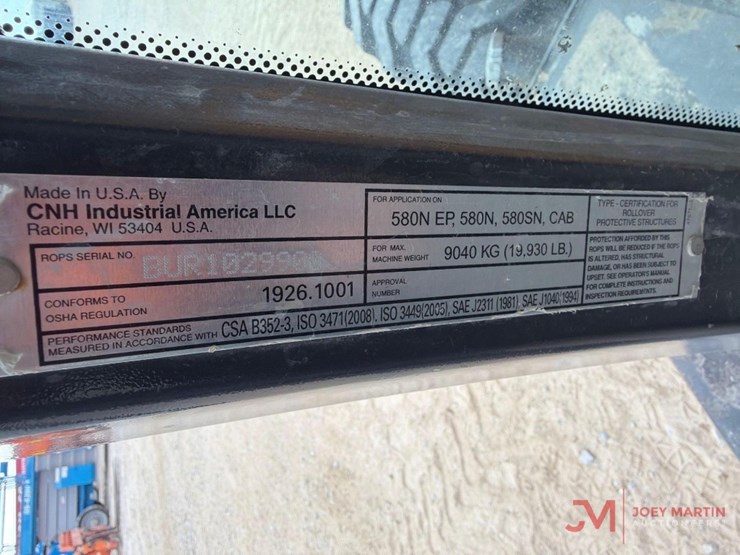 Made In U.S.A. By
CNH Industrial America LLC
Racine, WI 53404 U.S.A.
ROPS SERIAL NO.
CONFORMS TO
OSHA REGULATION
1926.1001
PERFORMANCE STANDARDS
MEASURED IN ACCORDANCE WITH CSA B352-3, ISO 3471(2008), ISO 3449(2005), SAE J2311 (1981), SAE J1040(1994)
FOR APPLICATION ON
580N EP, 580N, 580SN, CAB
FOR MAX.
MACHINE WEIGHT
9040 KG (19,930 LB.)
APPROVAL
NUMBER
TYPE - CERTIFICATION FOR
ROLLOVER
PROTECTIVE STRUCTURES
PROTECTION AFFORDED BY THIS
ROPS WILL BE REDUCED IF THE ROPS
IS ALTERED, HAS STRUCTURAL
DAMAGE, OR HAS BEEN SUBJECT TO
UPSET, SEE OPERATOR'S MANUAL
FOR COMPLETE INSTRUCTIONS AND
INSPECTION REQUIREMENTS.
JM
JOEY MARTIN
AUCTIONEERS